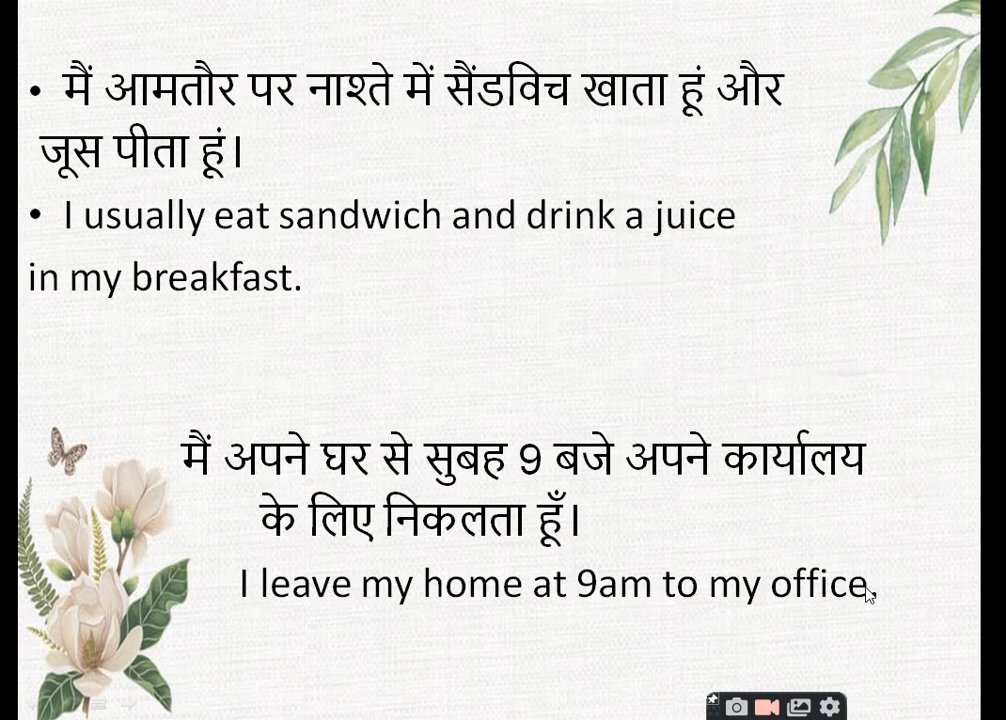 • मैं आमतौर पर नाश्ते में सैंडविच खाता हूं और
जूस पीता हूं।
• I usually eat sandwich and drink a juice
in my breakfast.
मैं अपने घर से सुबह 9 बजे अपने कार्यालय
के लिए निकलता हूँ।
I leave my home at 9am to my office.